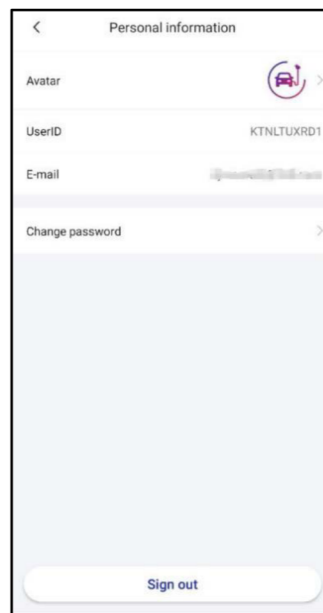 Personal information
Avatar
UserID
KTNLTUXRD1
E-mail
Change password
Sign out